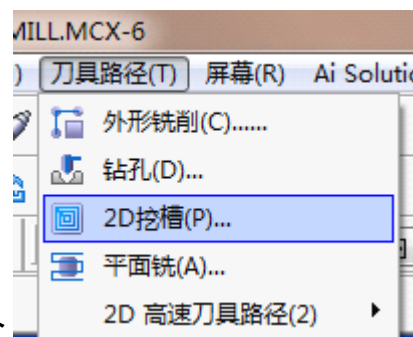 MILL.MCX-6
) 刀具路径(T) 屏幕(R) Ai Solutio
外形铣削(C)......
钻孔(D)...
2D挖槽(P)...
平面铣(A)...
2D 高速刀具路径(2)